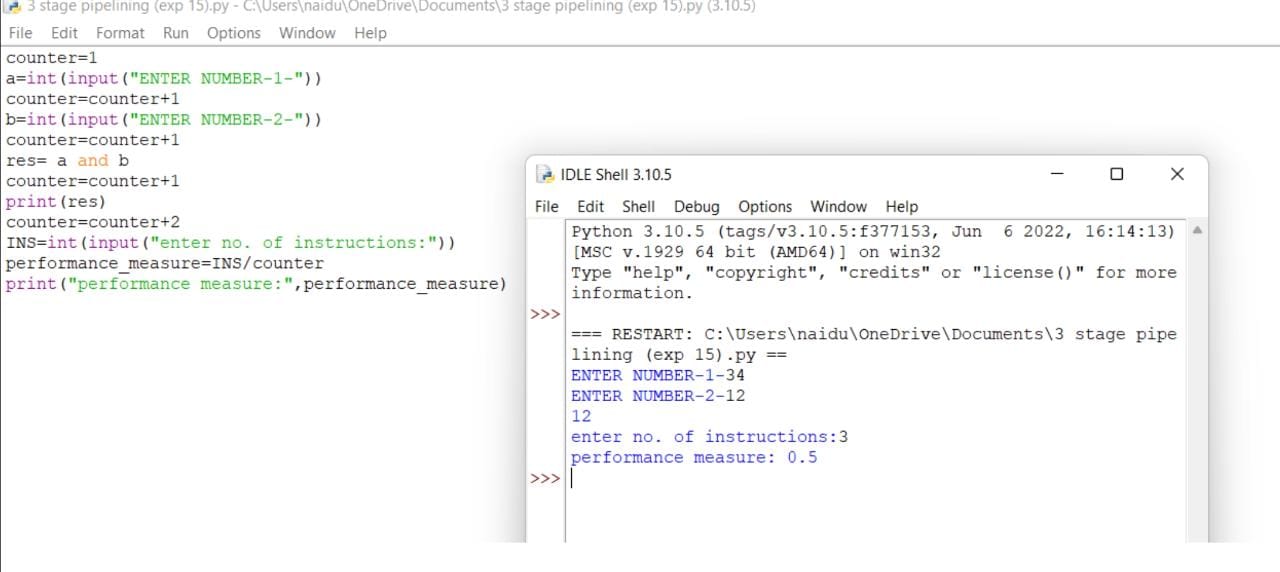 3 stage pipelining (exp 15).py - C:\Users\naidu\OneDrive\Documents\3 stage pipelining (exp 15).py (3.10.5)
File Edit Format Run Options Window Help
counter=1
a=int(input("ENTER NUMBER-1-"))
counter=counter+1
b=int(input("ENTER NUMBER-2-"))
counter=counter+1
res= a and b
counter=counter+1
print(res)
counter=counter+2
INS=int(input("enter no. of instructions:"))
performance_measure=INS/counter
print("performance measure:",performance_measure)
IDLE Shell 3.10.5
File Edit Shell Debug Options Window Help
Python 3.10.5 (tags/v3.10.5:f377153, Jun  6 2022, 16:14:13)
[MSC v.1929 64 bit (AMD64)] on win32
Type "help", "copyright", "credits" or "license()" for more
information.
>>>
=== RESTART: C:\Users\naidu\OneDrive\Documents\3 stage pipe
lining (exp 15).py ==
ENTER NUMBER-1-34
ENTER NUMBER-2-12
12
enter no. of instructions:3
performance measure: 0.5
>>>